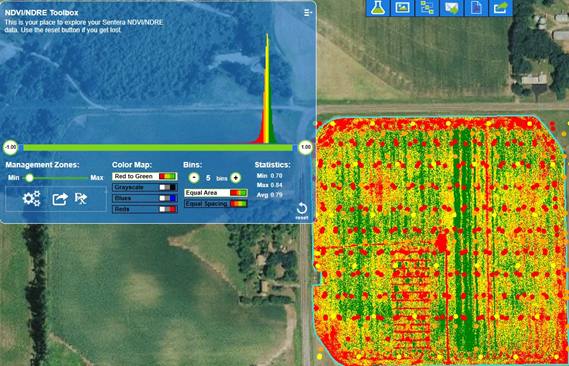 NDVI/NDRE Toolbox
This is your place to explore your Sentera NDVI/NDRE
data. Use the reset button if you get lost.
-1.00
1.00
Management Zones:
Min
Max
Color Map:
Red to Green
Grayscale
Blues
Reds
Bins:
- 5 bins +
Equal Area
Equal Spacing
Statistics:
Min 0.70
Max 0.84
Avg 0.79
reset